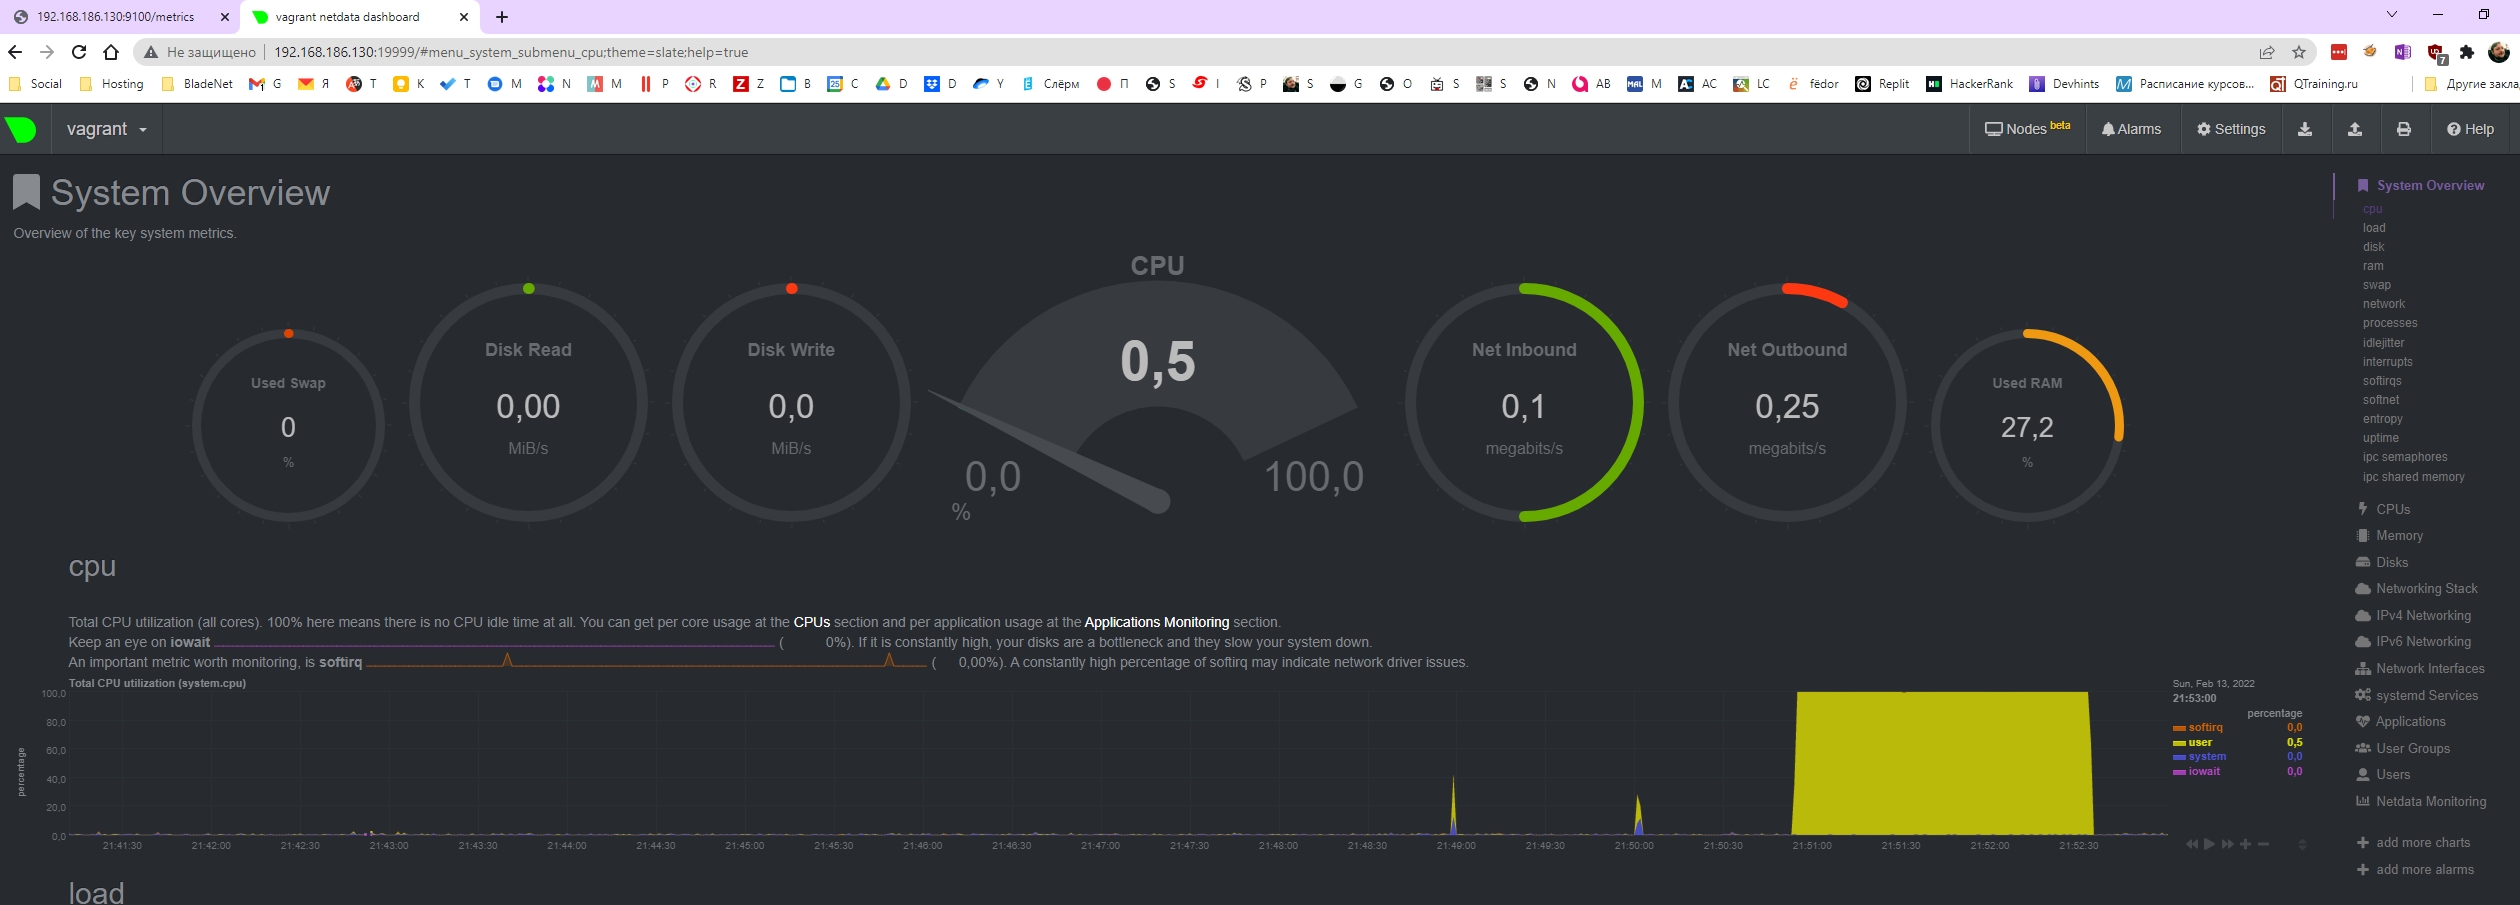 192.168.186.130:9100/metrics
vagrant netdata dashboard
Не защищено
192.168.186.130:19999/#menu_system_submenu_cpu;theme=slate;help=true
7
Social Hosting BladeNet G Я T K T M N M P R Z B C D D Y Слёрм П S I P S G O S S N AB M AC LC fёdor Replit HackerRank Devhints Расписание курсов... QTraining.ru Другие закла
vagrant
Nodes beta
Alarms
Settings
Help
System Overview
Overview of the key system metrics.
Used Swap
0
%
Disk Read
0,00
MiB/s
Disk Write
0,0
MiB/s
CPU
0,5
0,0
100,0
%
Net Inbound
0,1
megabits/s
Net Outbound
0,25
megabits/s
Used RAM
27,2
%
cpu
Total CPU utilization (all cores). 100% here means there is no CPU idle time at all. You can get per core usage at the CPUs section and per application usage at the Applications Monitoring section.
Keep an eye on iowait ( 0%). If it is constantly high, your disks are a bottleneck and they slow your system down.
An important metric worth monitoring, is softirq ( 0,00%). A constantly high percentage of softirq may indicate network driver issues.
Total CPU utilization (system.cpu)
percentage
100,0
80,0
60,0
40,0
20,0
0,0
21:41:30 21:42:00 21:42:30 21:43:00 21:43:30 21:44:00 21:44:30 21:45:00 21:45:30 21:46:00 21:46:30 21:47:00 21:47:30 21:48:00 21:48:30 21:49:00 21:49:30 21:50:00 21:50:30 21:51:00 21:51:30 21:52:00 21:52:30
Sun, Feb 13, 2022
21:53:00
percentage
softirq 0,0
user 0,5
system 0,0
iowait 0,0
load
System Overview
cpu
load
disk
ram
swap
network
processes
idlejitter
interrupts
softirqs
softnet
entropy
uptime
ipc semaphores
ipc shared memory
CPUs
Memory
Disks
Networking Stack
IPv4 Networking
IPv6 Networking
Network Interfaces
systemd Services
Applications
User Groups
Users
Netdata Monitoring
add more charts
add more alarms